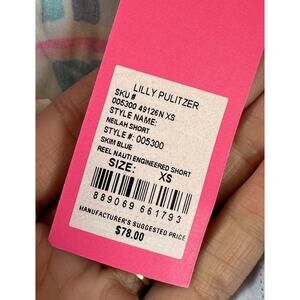 LILLY PULITZER
SKU #
005300 49126N XS
STYLE NAME:
NEILAH SHORT
STYLE #: 005300
SKIM BLUE
REEL NAUTI ENGINEERED SHORT
SIZE: XS
889069 661793
MANUFACTURER'S SUGGESTED PRICE
$78.00